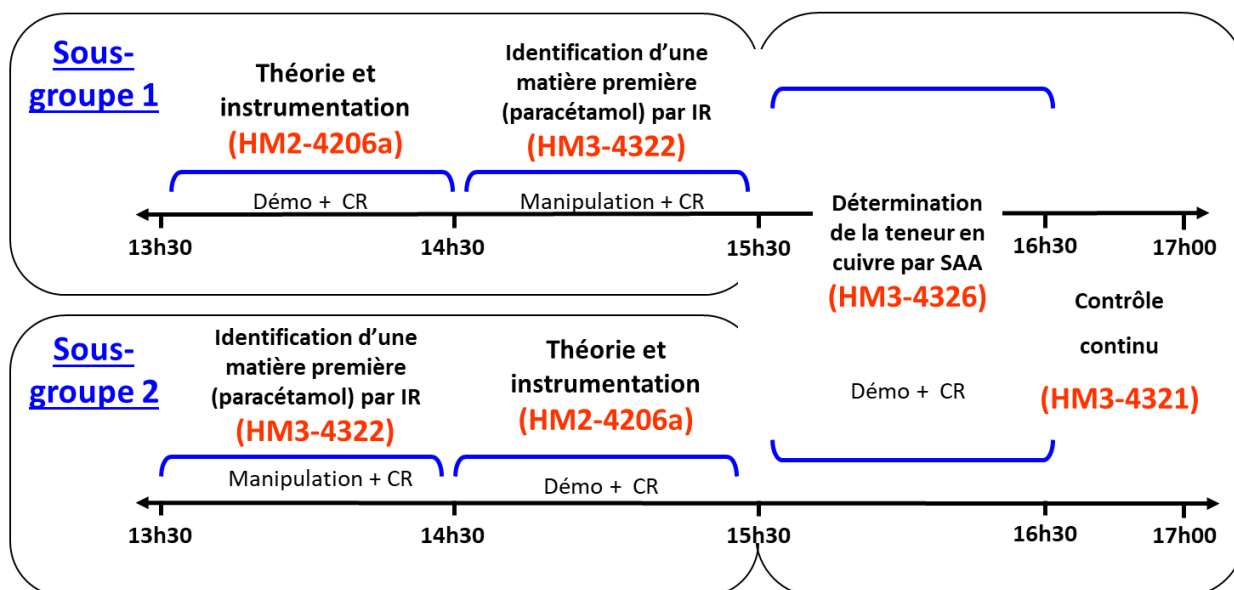 Sous-
groupe 1
Théorie et
instrumentation
(HM2-4206a)
Démo + CR
Identification d’une
matière première
(paracétamol) par IR
(HM3-4322)
Manipulation + CR
13h30
14h30
15h30
16h30
17h00
Sous-
groupe 2
Identification d’une
matière première
(paracétamol) par IR
(HM3-4322)
Manipulation + CR
Théorie et
instrumentation
(HM2-4206a)
Démo + CR
13h30
14h30
15h30
16h30
17h00
Détermination
de la teneur en
cuivre par SAA
(HM3-4326)
Démo + CR
Contrôle
continu
(HM3-4321)